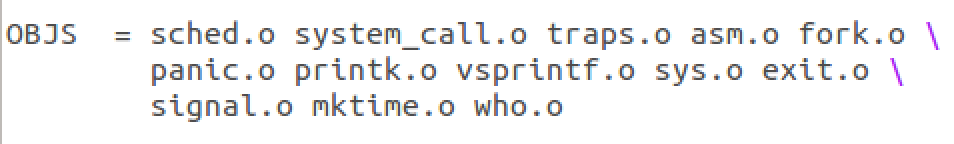 OBJS  = sched.o system_call.o traps.o asm.o fork.o \
        panic.o printk.o vsprintf.o sys.o exit.o \
        signal.o mktime.o who.o